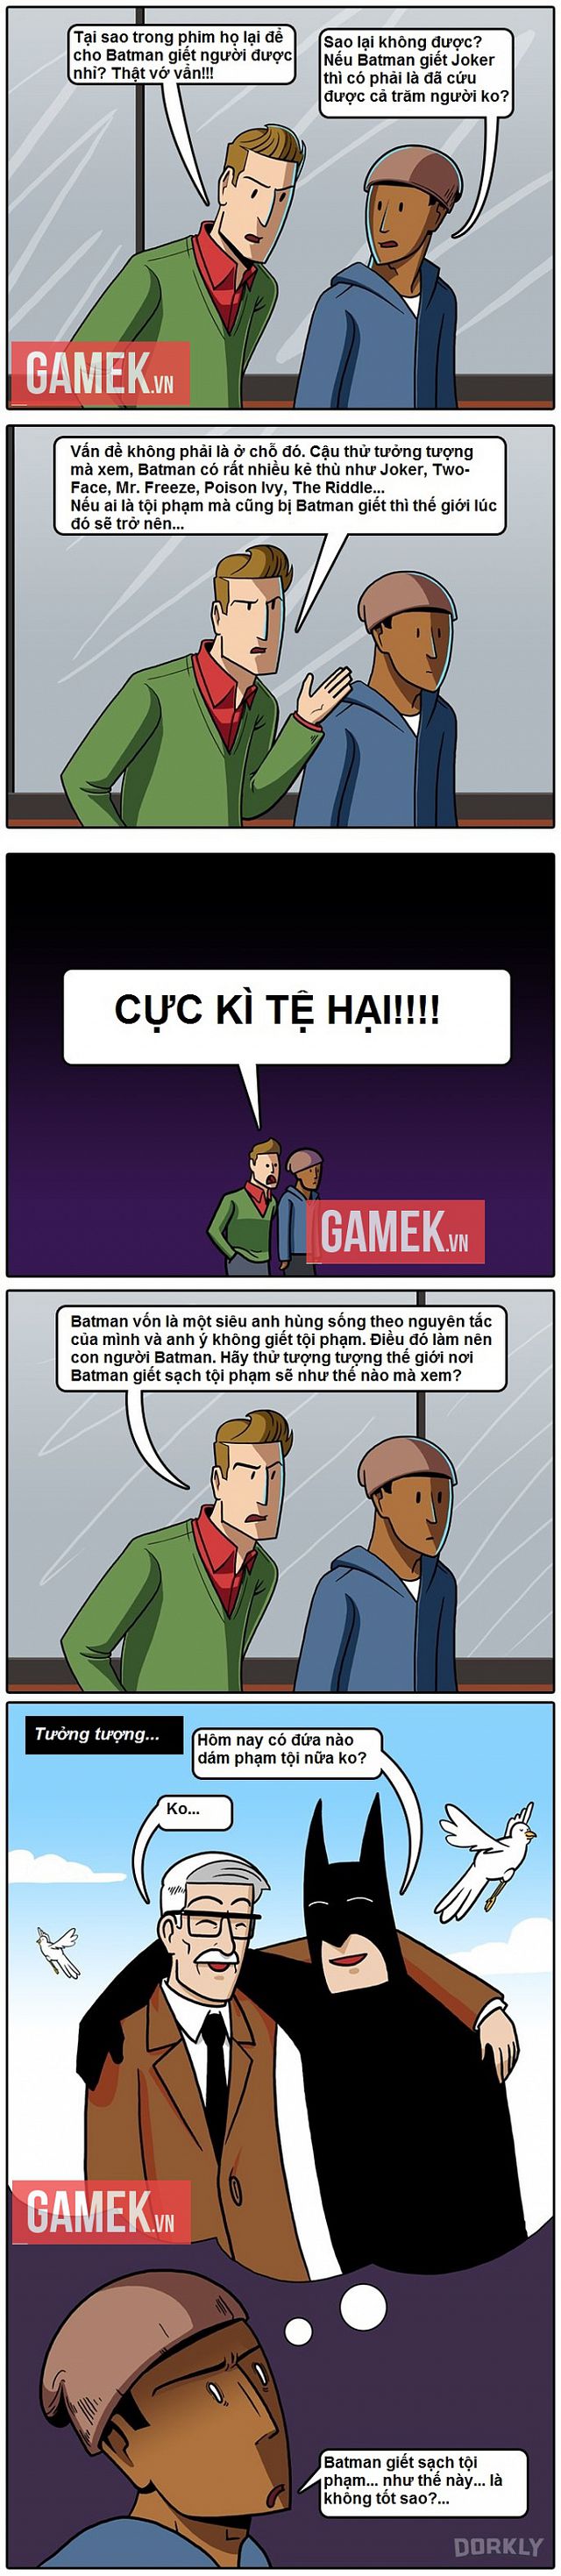 Tại sao trong phim họ lại để
cho Batman giết người được
nhỉ? Thật vớ vẩn!!!
Sao lại không được?
Nếu Batman giết Joker
thì có phải là đã cứu
được cả trăm người ko?
GAMEK.VN
Vấn đề không phải là ở chỗ đó. Cậu thử tưởng tượng
mà xem, Batman có rất nhiều kẻ thù như Joker, Two-
Face, Mr. Freeze, Poison Ivy, The Riddle...
Nếu ai là tội phạm mà cũng bị Batman giết thì thế giới lúc
đó sẽ trở nên...
CỰC KÌ TỆ HẠI!!!!
GAMEK.VN
Batman vốn là một siêu anh hùng sống theo nguyên tắc
của mình và anh ý không giết tội phạm. Điều đó làm nên
con người Batman. Hãy thử tượng tượng thế giới nơi
Batman giết sạch tội phạm sẽ như thế nào mà xem?
Tưởng tượng...
Hôm nay có đứa nào
dám phạm tội nữa ko?
Ko...
GAMEK.VN
Batman giết sạch tội
phạm... như thế này... là
không tốt sao?...
DORKLY